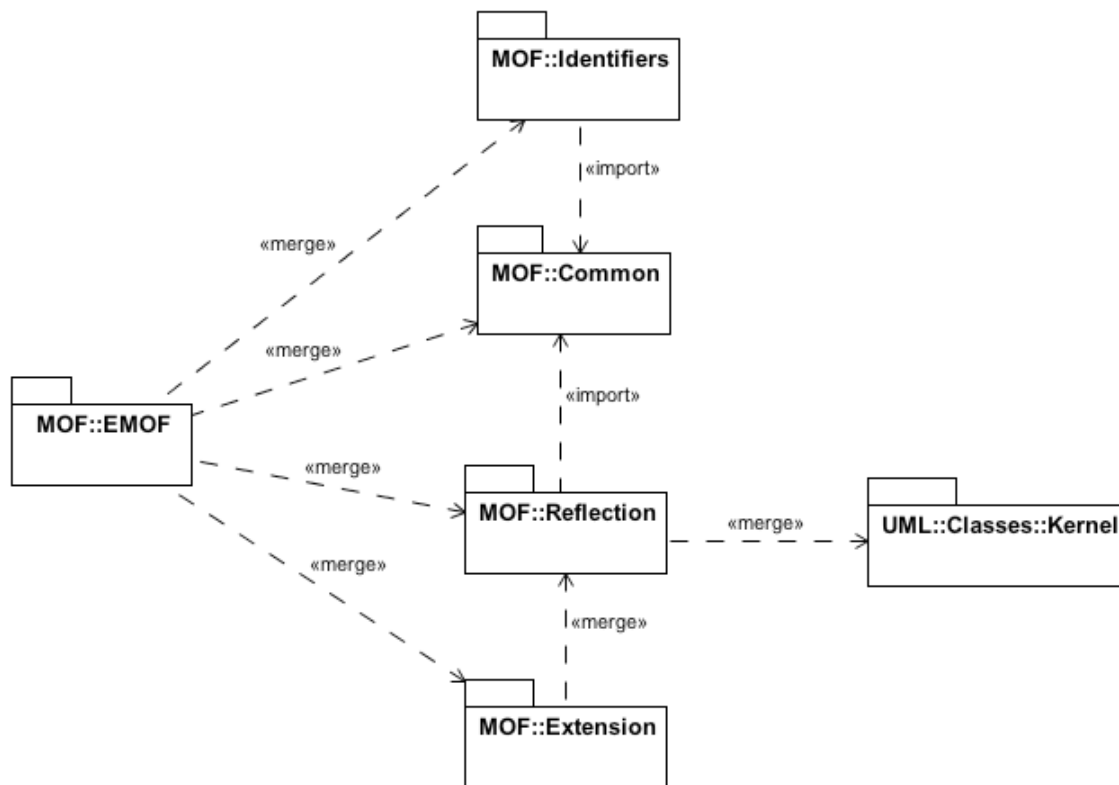 MOF::Identifiers
«import»
«merge»
MOF::Common
«merge»
«import»
MOF::EMOF
«merge»
MOF::Reflection
«merge»
UML::Classes::Kernel
«merge»
«merge»
MOF::Extension